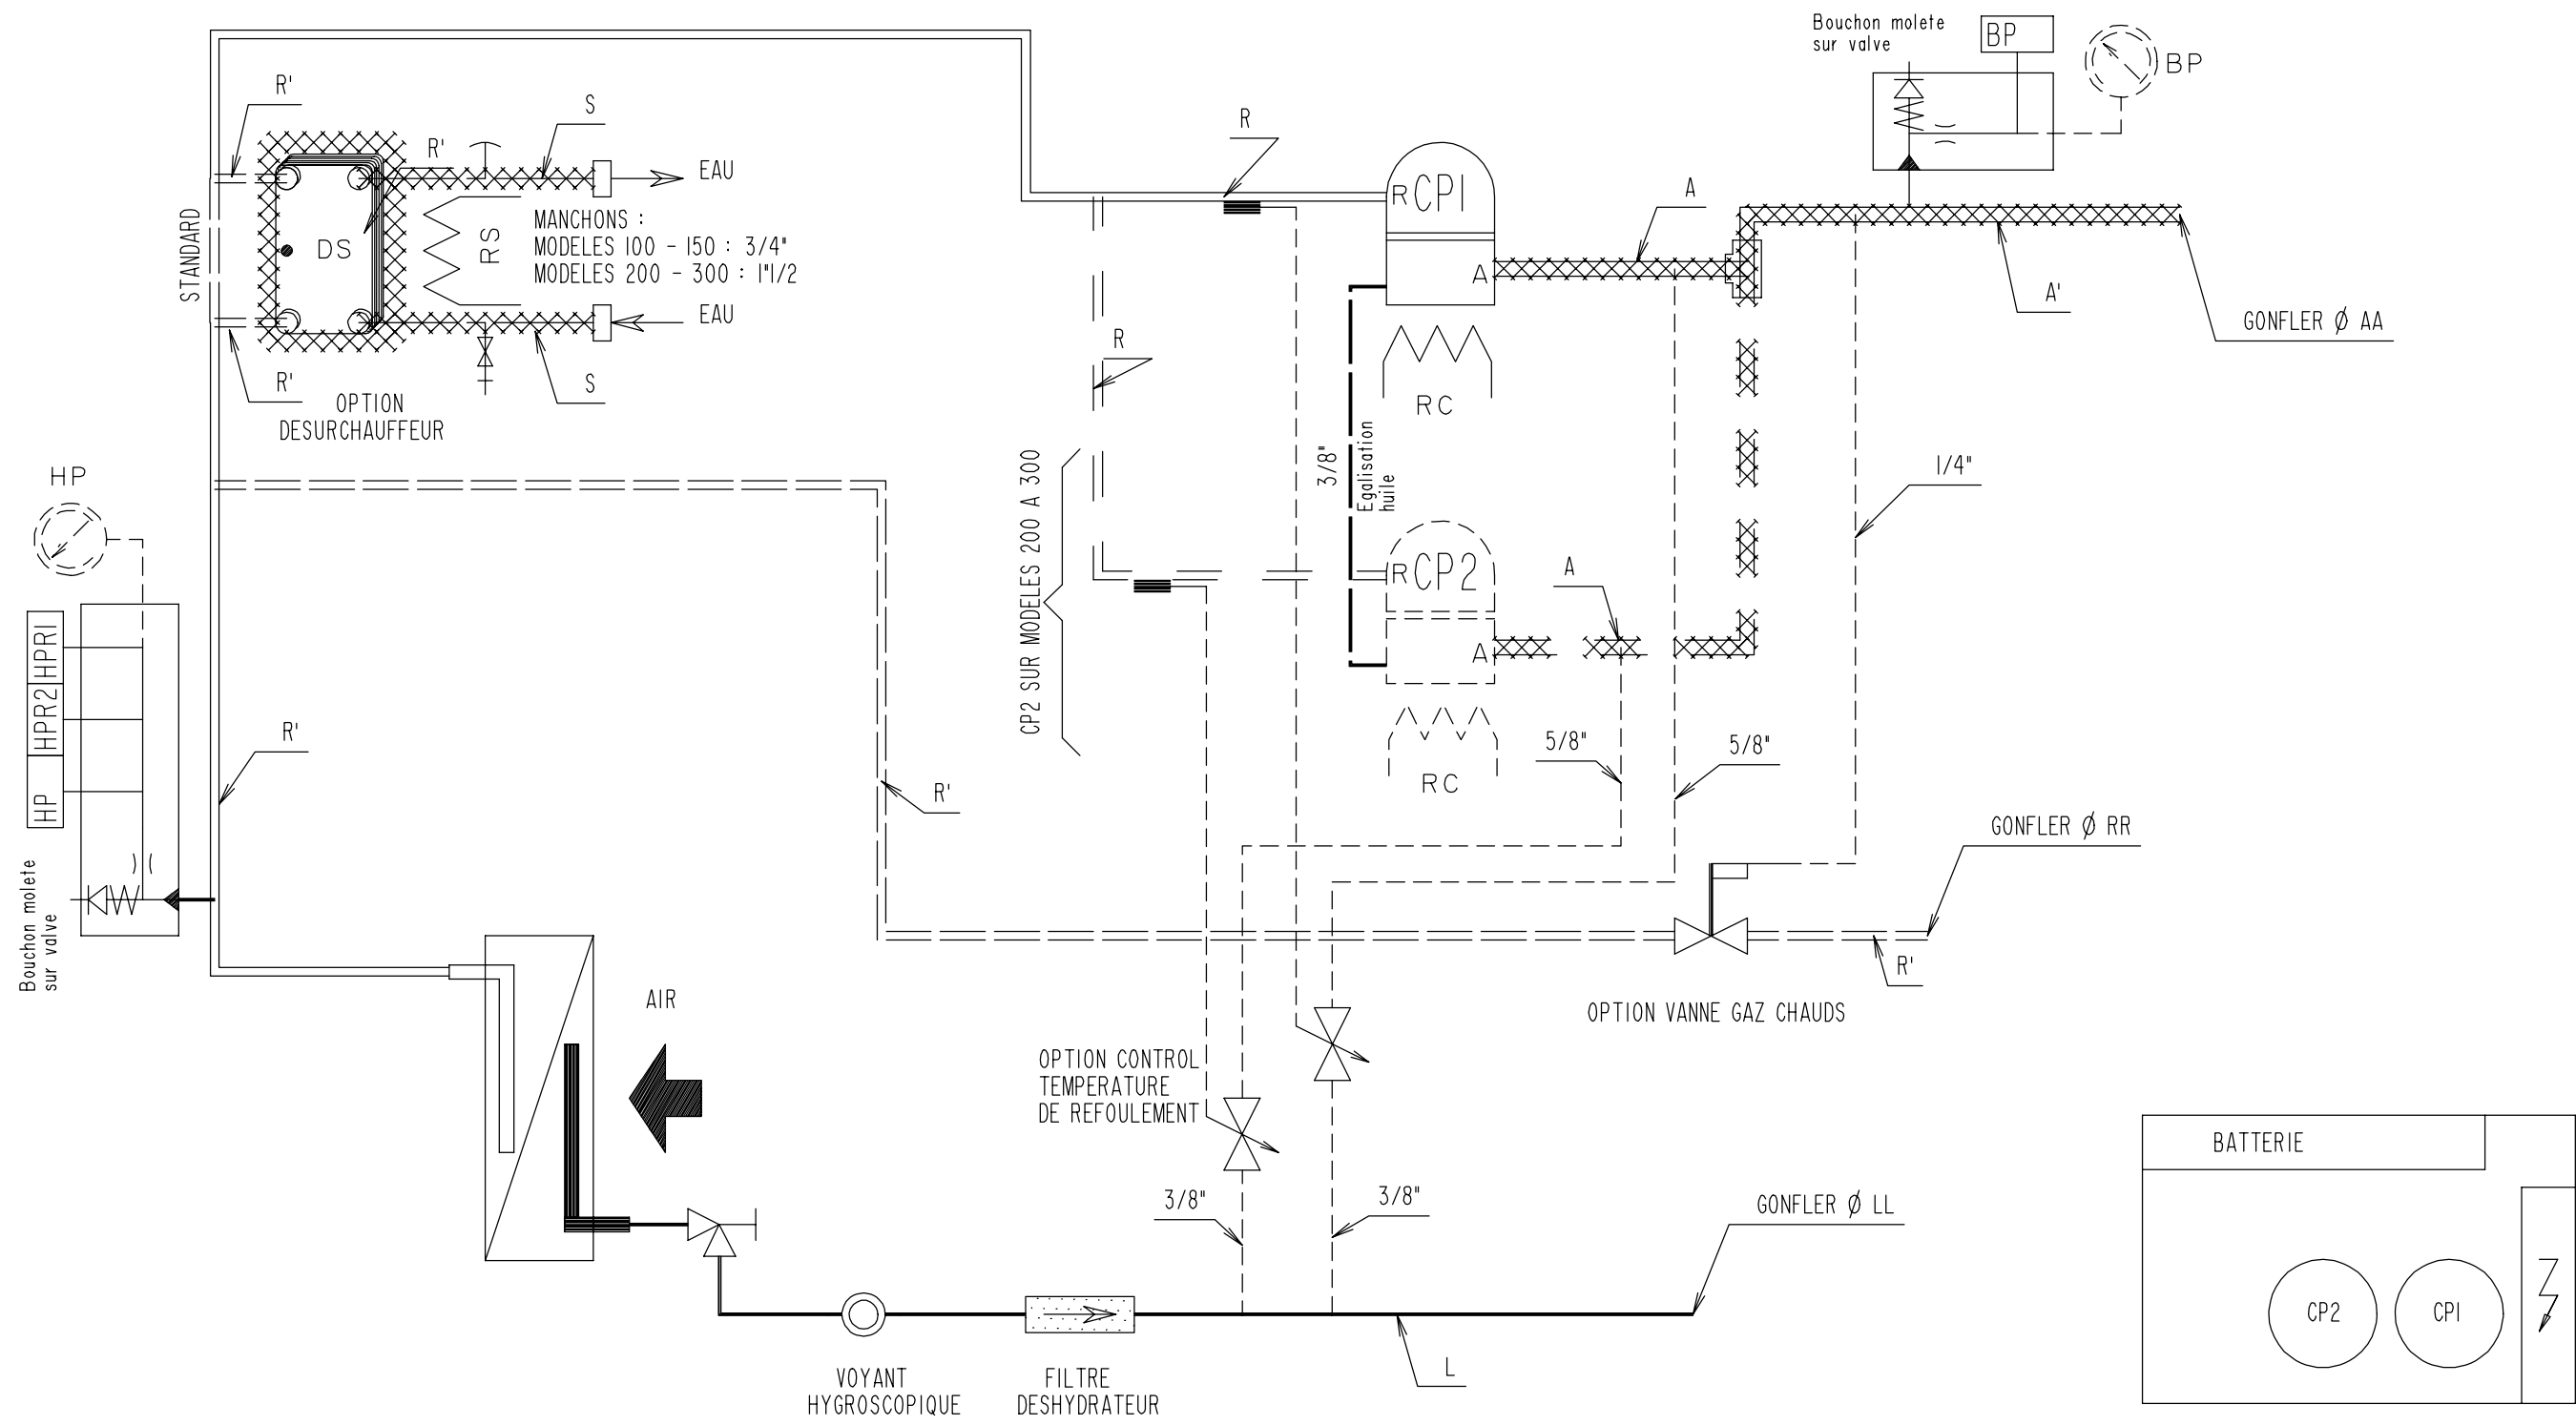 Bouchon molete
sur valve
BP
BP
R'
S
R'
EAU
STANDARD
DS
RS
MANCHONS :
MODELES 100 - 150 : 3/4"
MODELES 200 - 300 : 1"1/2
EAU
R'
S
OPTION
DESURCHAUFFEUR
R
R CP1
A
A
A'
GONFLER Ø AA
R
RC
3/8"
Egalisation
huile
1/4"
CP2 SUR MODELES 200 A 300
R CP2
A
A
5/8"
5/8"
RC
HP
HPR1
HPR2
HP
R'
R'
GONFLER Ø RR
Bouchon molete
sur valve
R'
AIR
OPTION VANNE GAZ CHAUDS
OPTION CONTROL
TEMPERATURE
DE REFOULEMENT
3/8"
3/8"
GONFLER Ø LL
L
VOYANT
HYGROSCOPIQUE
FILTRE
DESHYDRATEUR
BATTERIE
CP2
CP1